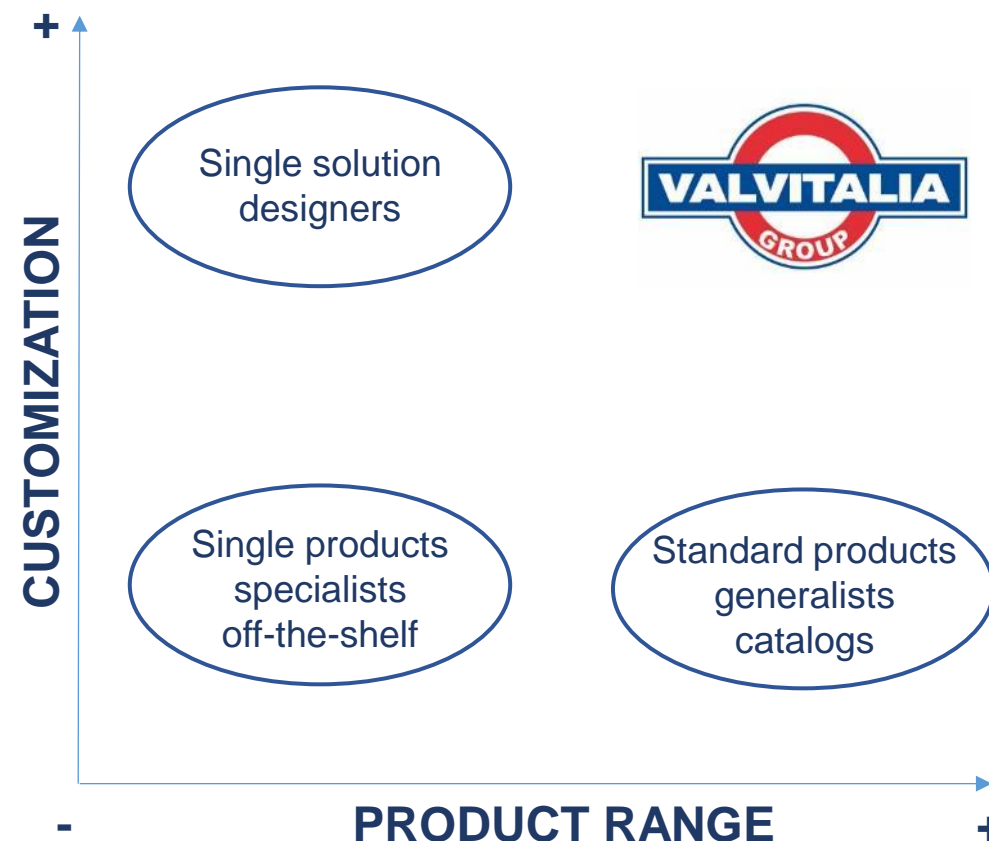 +
Single solution
designers
VALVITALIA
GROUP
CUSTOMIZATION
Single products
specialists
off-the-shelf
Standard products
generalists
catalogs
-
PRODUCT RANGE
+